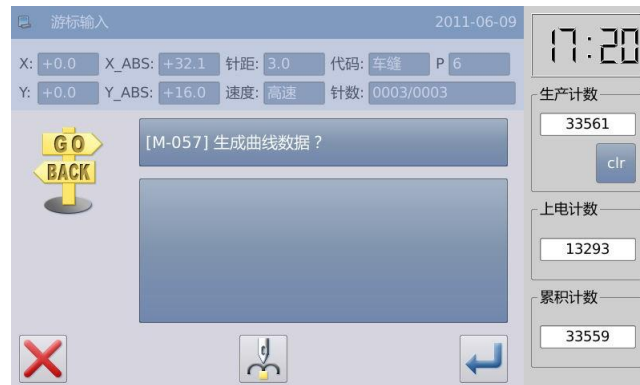 游标输入 2011-06-09
X: +0.0 X_ABS: +32.1 针距: 3.0 代码: 车缝 P 6
Y: +0.0 Y_ABS: +16.0 速度: 高速 针数: 0003/0003
GO
BACK
[M-057] 生成曲线数据？
17:20
生产计数
33561
clr
上电计数
13293
累积计数
33559